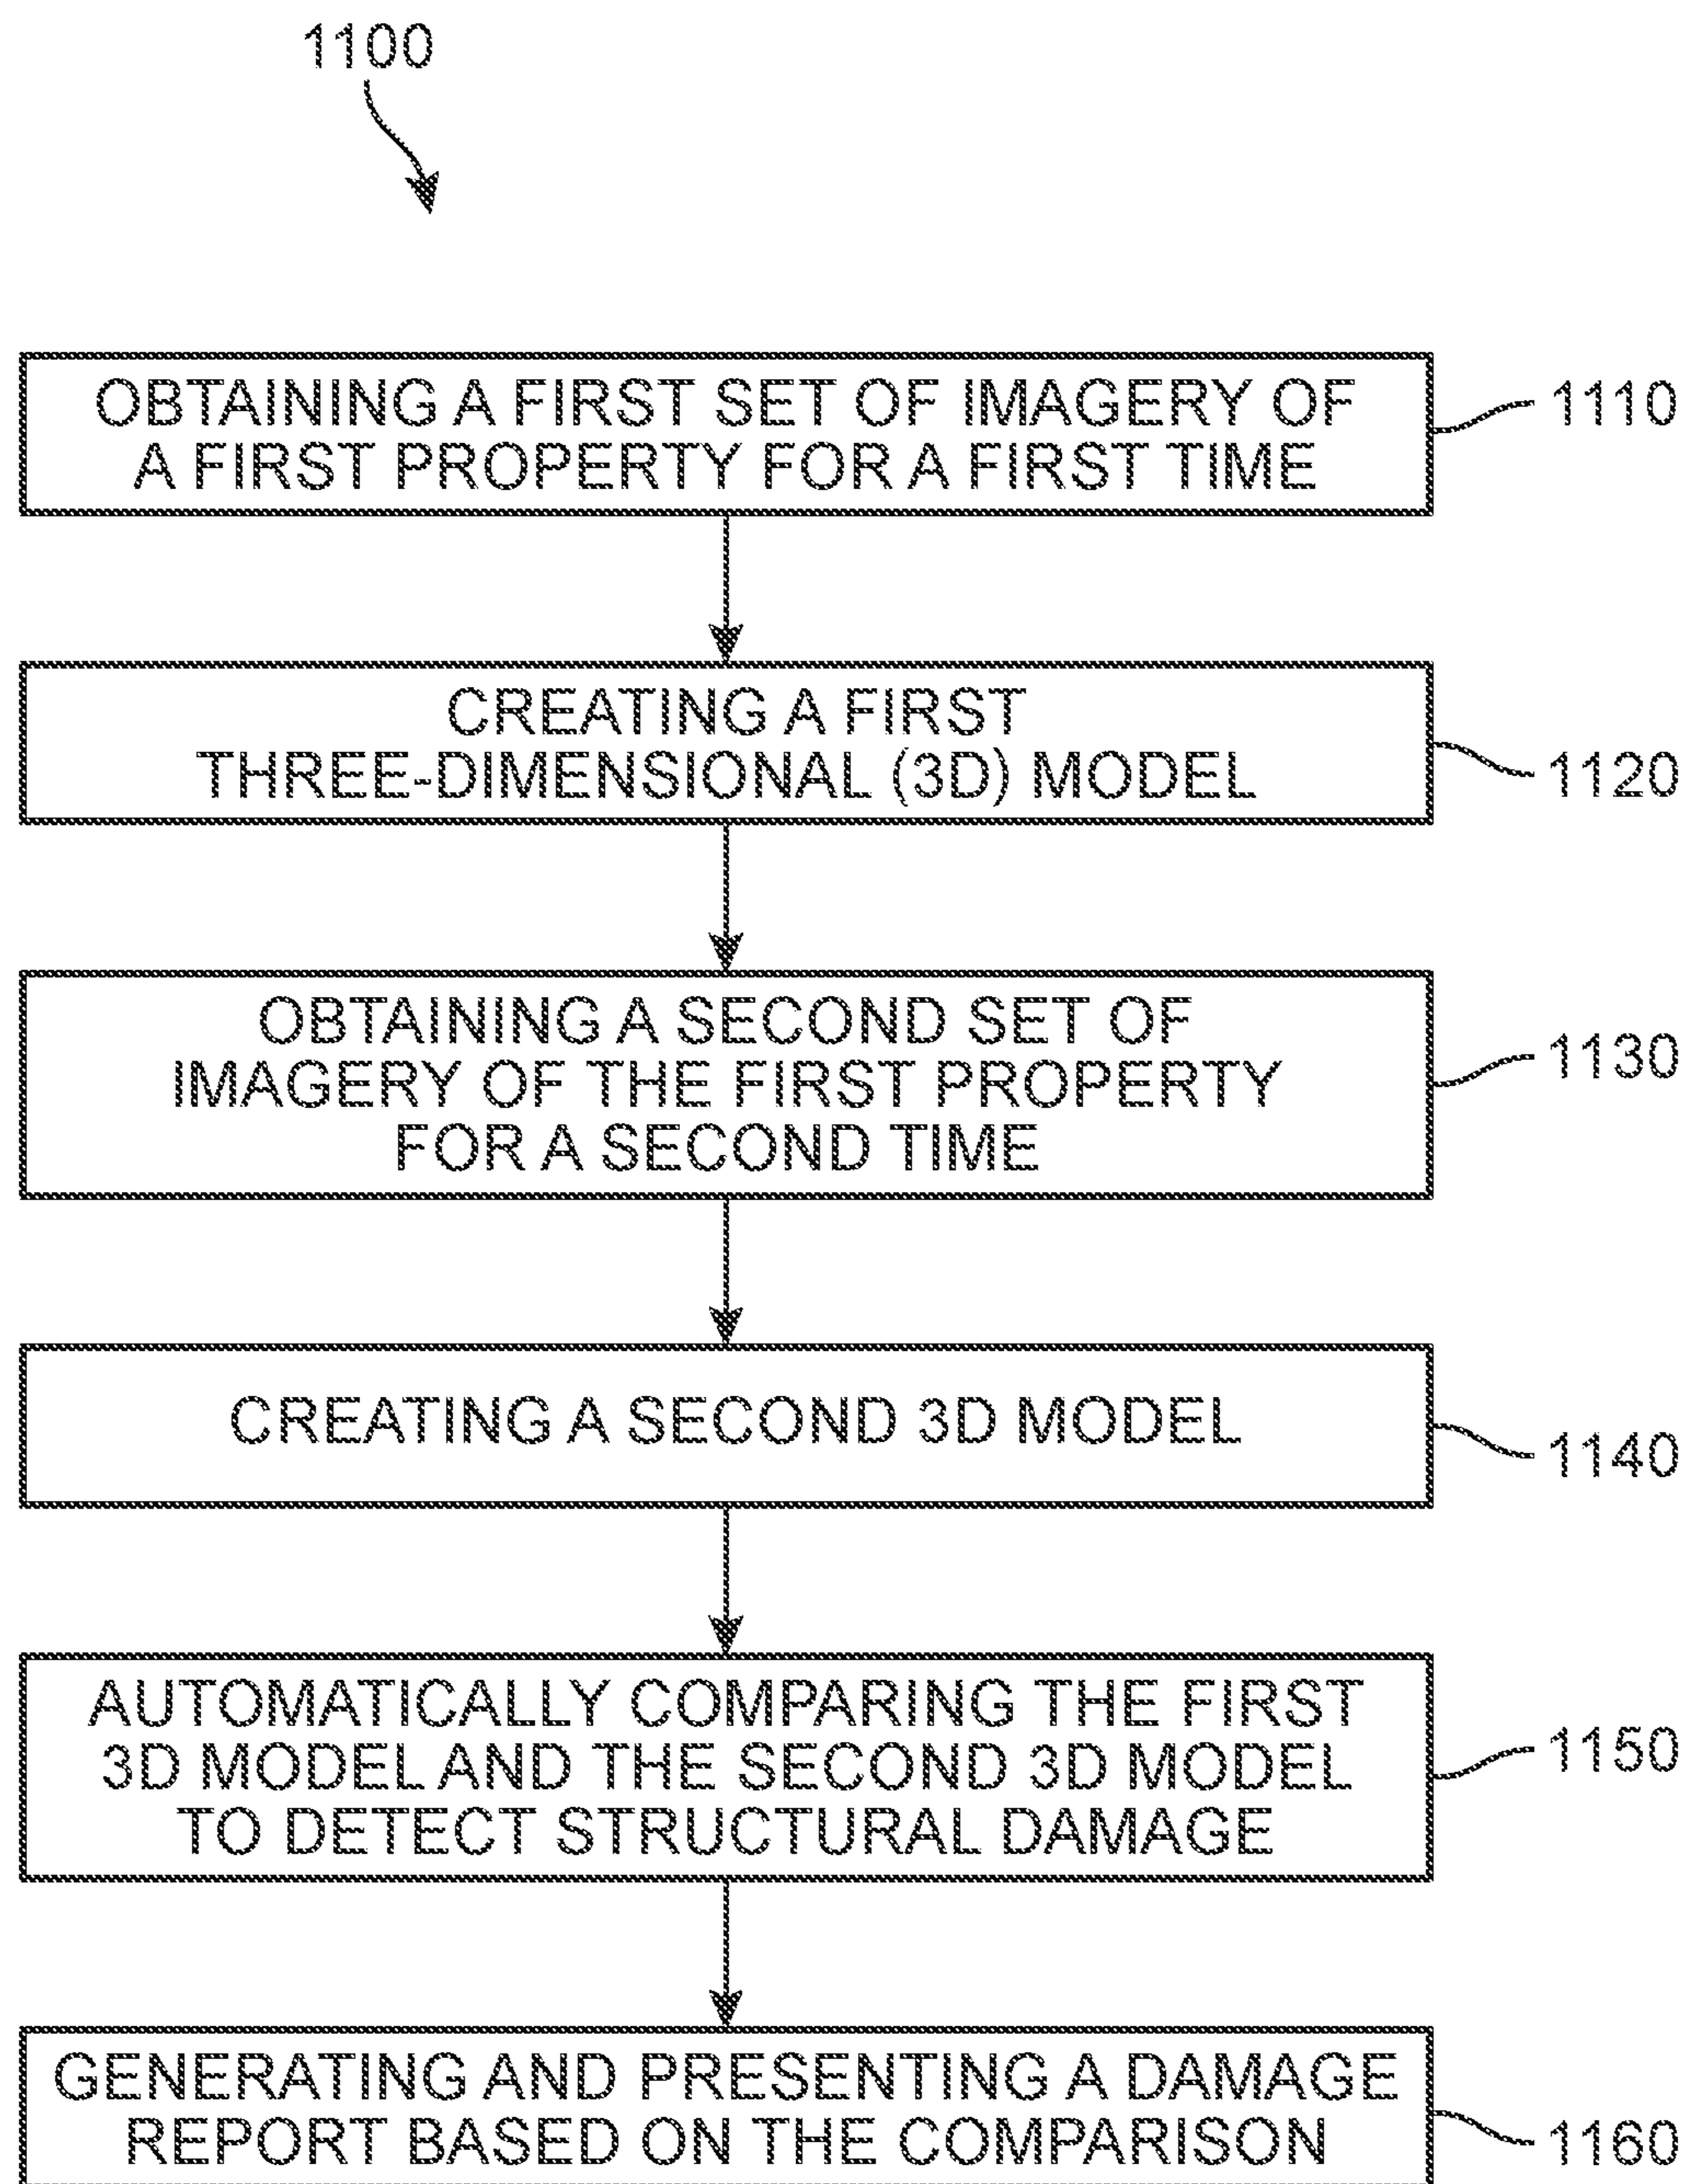 1100
OBTAINING A FIRST SET OF IMAGERY OF
A FIRST PROPERTY FOR A FIRST TIME
1110
CREATING A FIRST
THREE-DIMENSIONAL (3D) MODEL
1120
OBTAINING A SECOND SET OF
IMAGERY OF THE FIRST PROPERTY
FOR A SECOND TIME
1130
CREATING A SECOND 3D MODEL
1140
AUTOMATICALLY COMPARING THE FIRST
3D MODEL AND THE SECOND 3D MODEL
TO DETECT STRUCTURAL DAMAGE
1150
GENERATING AND PRESENTING A DAMAGE
REPORT BASED ON THE COMPARISON
1160